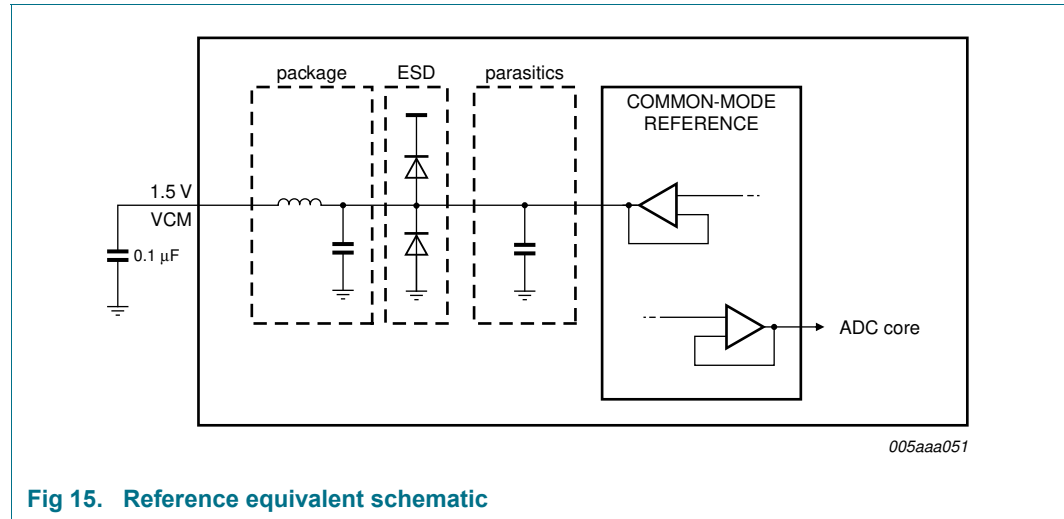 package
ESD
parasitics
COMMON-MODE
REFERENCE
1.5 V
VCM
0.1 μF
ADC core
005aaa051
Fig 15. Reference equivalent schematic